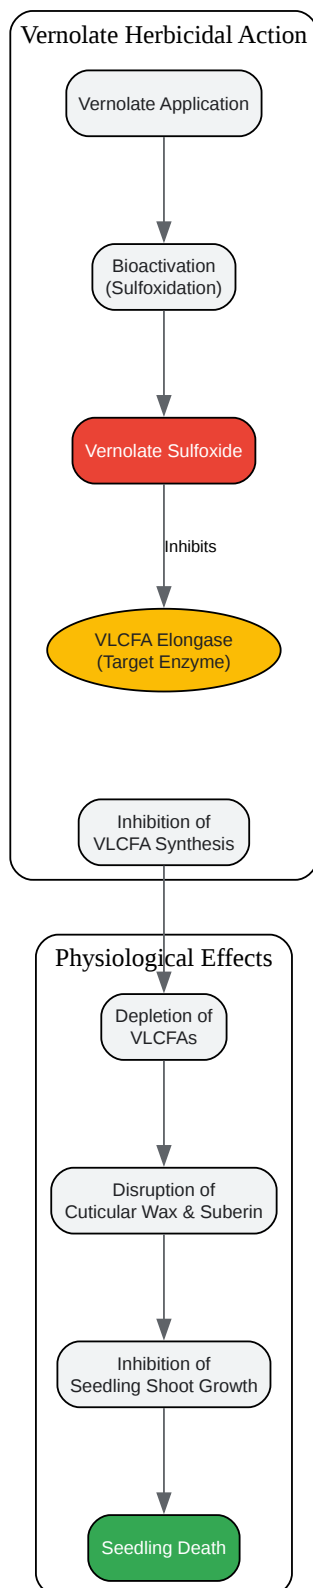 Vernolate Herbicidal Action
Vernolate Application
Bioactivation
(Sulfoxidation)
Vernolate Sulfoxide
Inhibits
VLCFA Elongase
(Target Enzyme)
Inhibition of
VLCFA Synthesis
Physiological Effects
Depletion of
VLCFAs
Disruption of
Cuticular Wax & Suberin
Inhibition of
Seedling Shoot Growth
Seedling Death